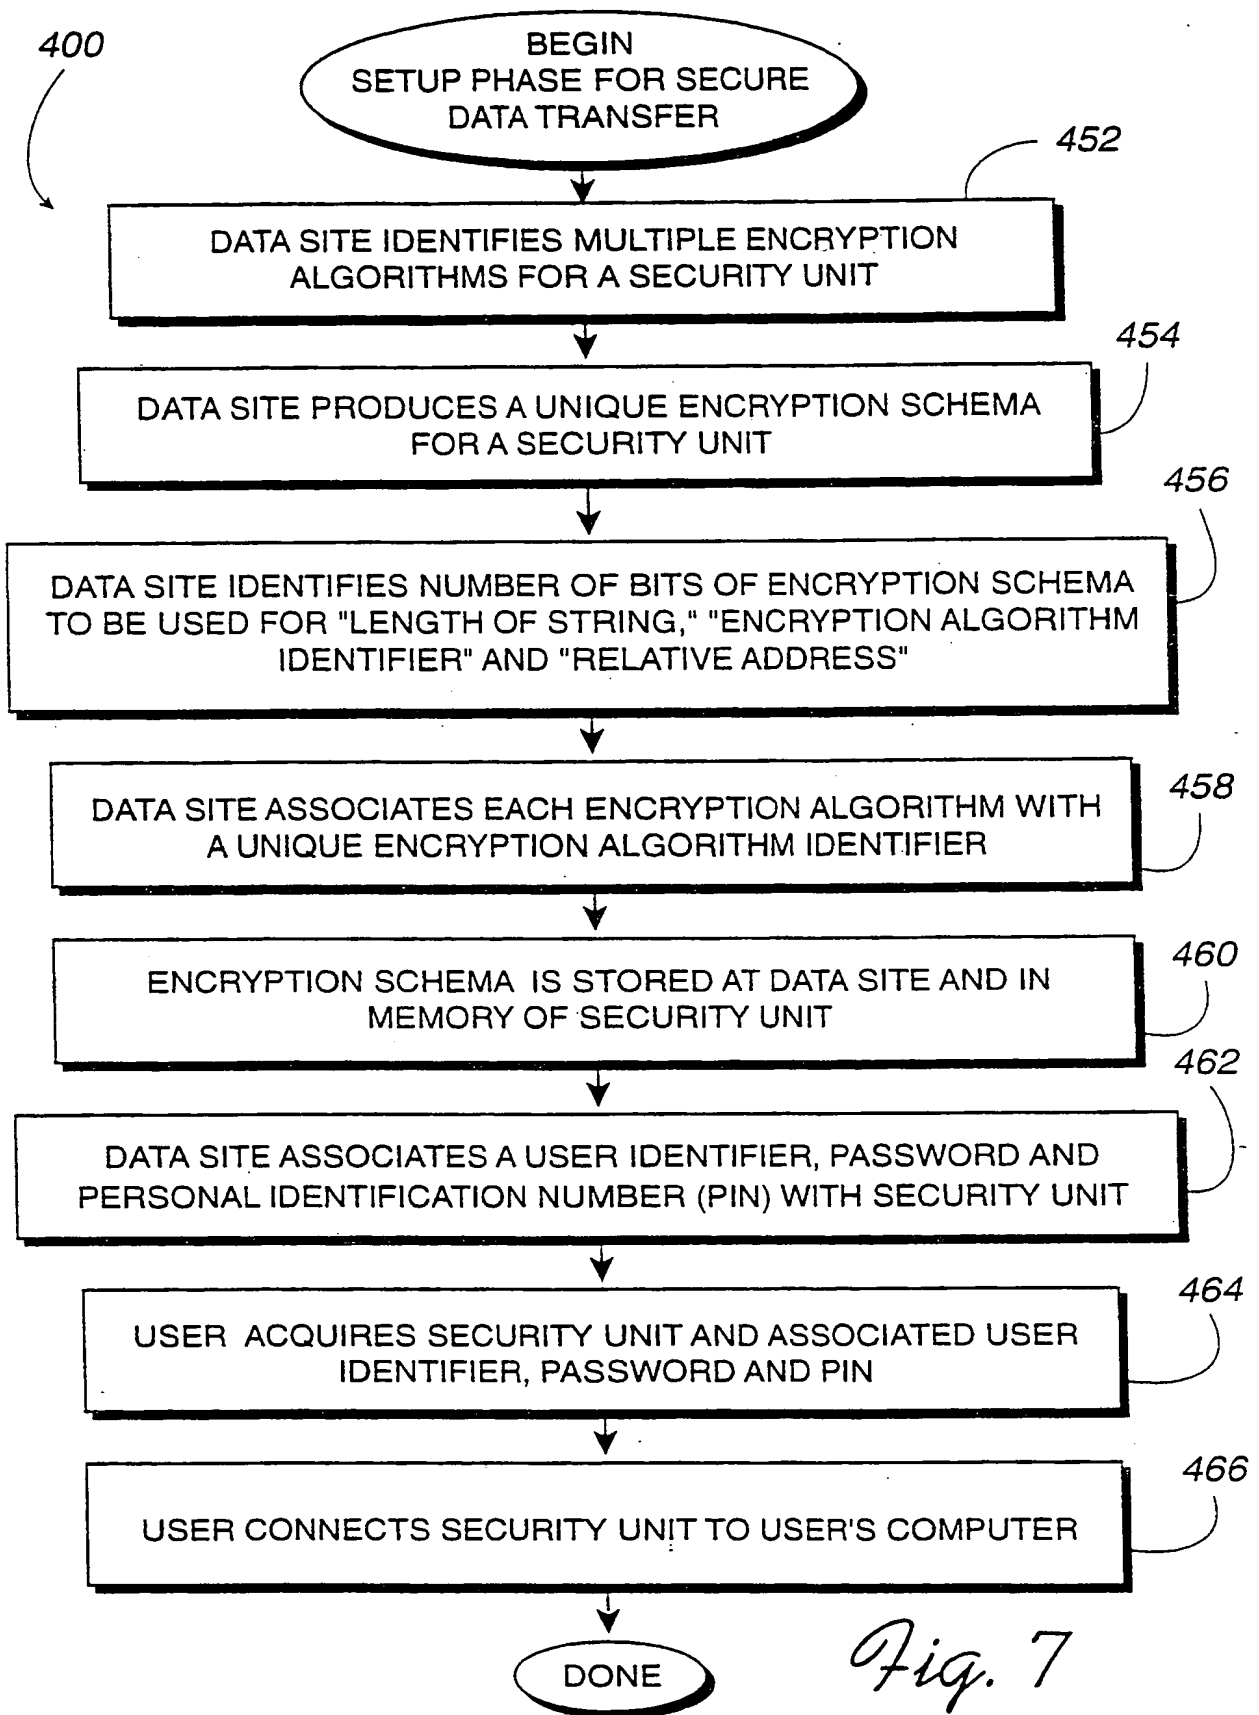 400
BEGIN
SETUP PHASE FOR SECURE
DATA TRANSFER
452
DATA SITE IDENTIFIES MULTIPLE ENCRYPTION
ALGORITHMS FOR A SECURITY UNIT
454
DATA SITE PRODUCES A UNIQUE ENCRYPTION SCHEMA
FOR A SECURITY UNIT
456
DATA SITE IDENTIFIES NUMBER OF BITS OF ENCRYPTION SCHEMA
TO BE USED FOR "LENGTH OF STRING," "ENCRYPTION ALGORITHM
IDENTIFIER" AND "RELATIVE ADDRESS"
458
DATA SITE ASSOCIATES EACH ENCRYPTION ALGORITHM WITH
A UNIQUE ENCRYPTION ALGORITHM IDENTIFIER
460
ENCRYPTION SCHEMA IS STORED AT DATA SITE AND IN
MEMORY OF SECURITY UNIT
462
DATA SITE ASSOCIATES A USER IDENTIFIER, PASSWORD AND
PERSONAL IDENTIFICATION NUMBER (PIN) WITH SECURITY UNIT
464
USER ACQUIRES SECURITY UNIT AND ASSOCIATED USER
IDENTIFIER, PASSWORD AND PIN
466
USER CONNECTS SECURITY UNIT TO USER'S COMPUTER
DONE
Fig. 7